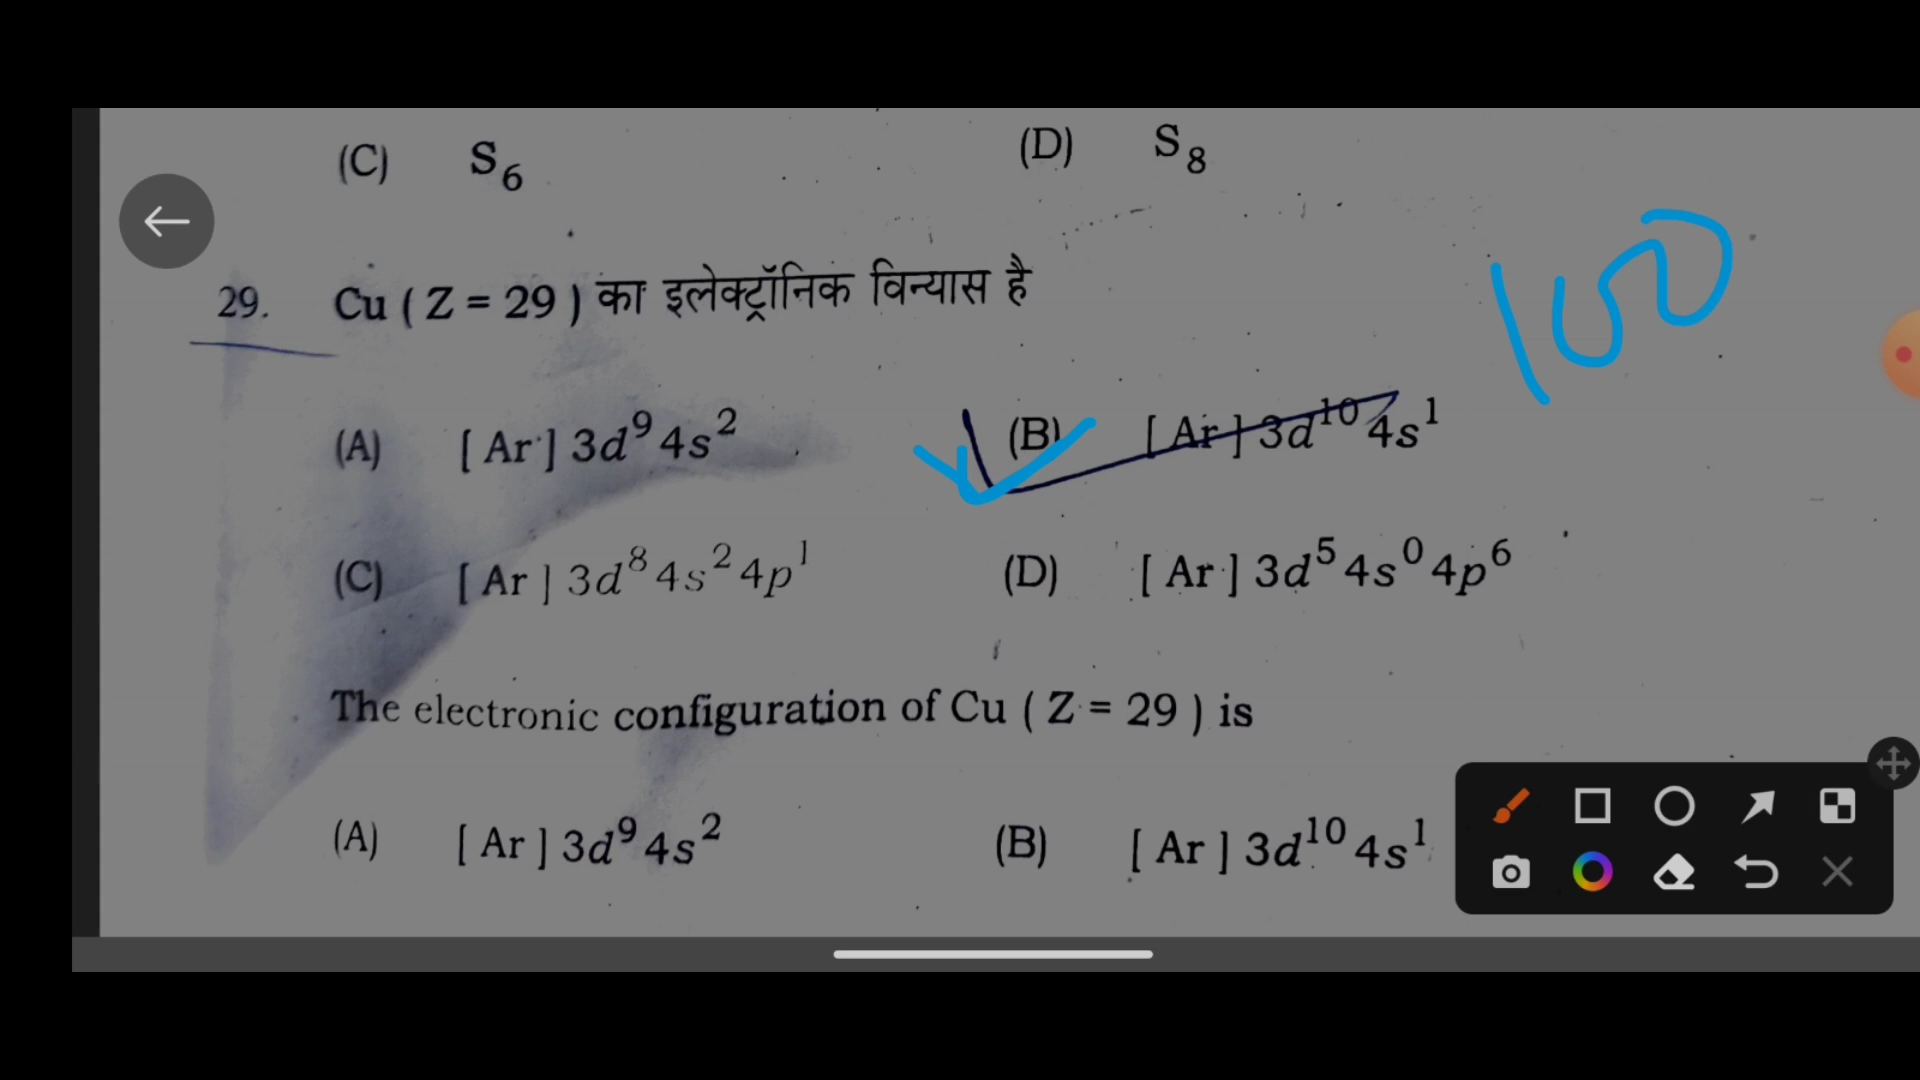 (C) S₆ (D) S₈
29. Cu ( Z = 29 ) का इलेक्ट्रॉनिक विन्यास है
100
(A) [ Ar ] 3d⁹ 4s² (B) [ Ar ] 3d¹⁰ 4s¹
(C) [ Ar ] 3d⁸ 4s² 4p¹ (D) [ Ar ] 3d⁵ 4s⁰ 4p⁶
The electronic configuration of Cu ( Z = 29 ) is
(A) [ Ar ] 3d⁹ 4s² (B) [ Ar ] 3d¹⁰ 4s¹